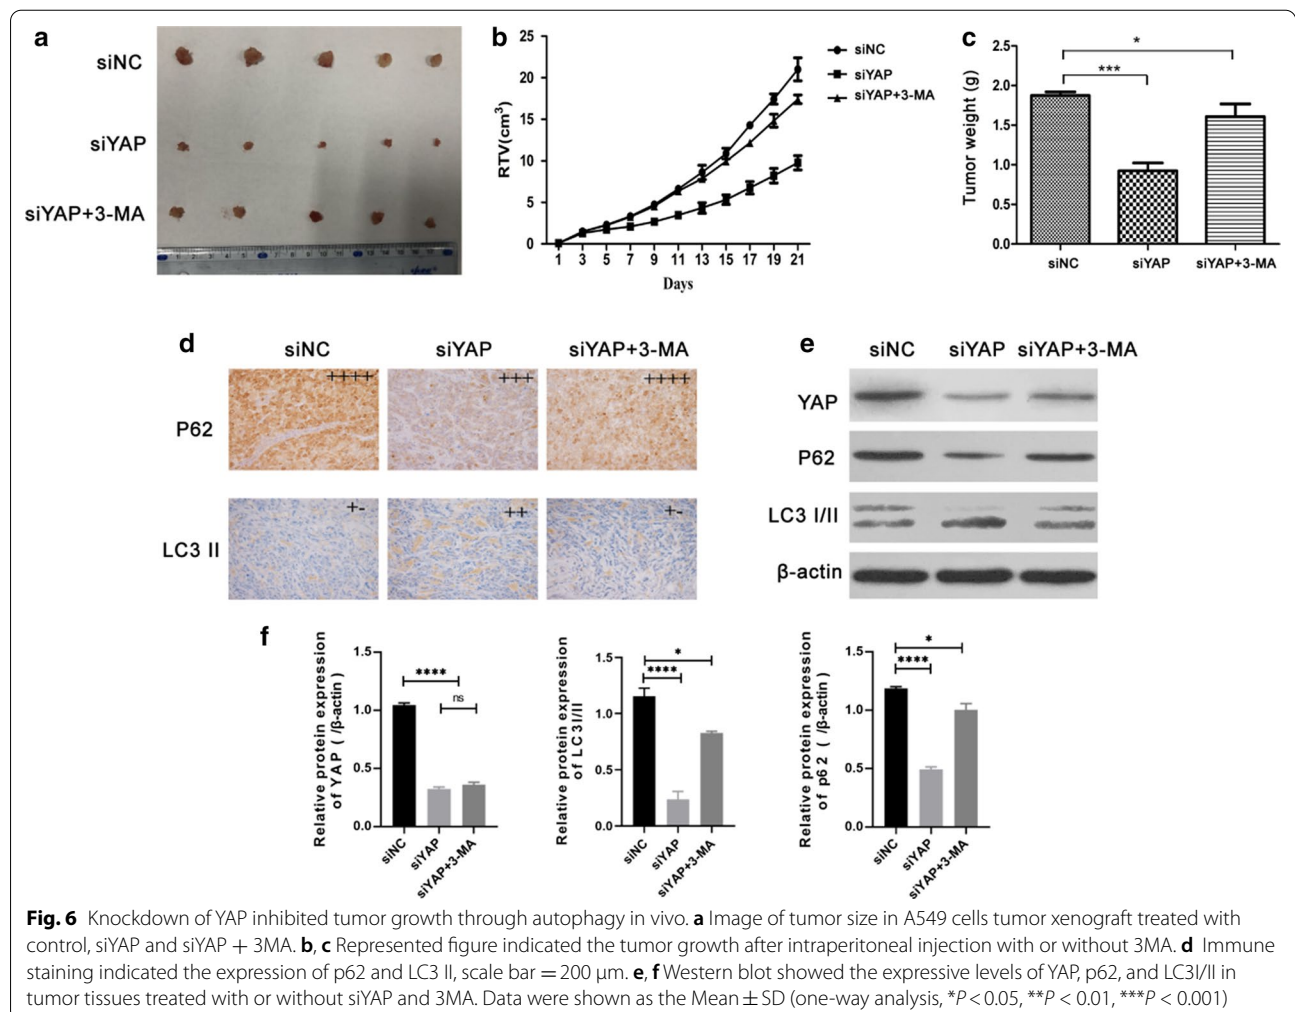 a
siNC
siYAP
siYAP+3-MA
b
25
20
15
10
5
0
RTV(cm³)
1 3 5 7 9 11 13 15 17 19 21
Days
siNC
siYAP
siYAP+3-MA
c
Tumor weight (g)
2.5
2.0
1.5
1.0
0.5
0.0
*
***
siNC siYAP siYAP+3-MA
d
siNC siYAP siYAP+3-MA
P62
++++ +++ ++++
LC3 II
+- ++ +-
e
siNC siYAP siYAP+3-MA
YAP
P62
LC3 I/II
β-actin
f
Relative protein expression
of YAP ( /β-actin)
1.5
1.0
0.5
0.0
****
ns
siNC siYAP siYAP+3-MA
Relative protein expression
of LC3I/II
1.5
1.0
0.5
0.0
*
****
siNC siYAP siYAP+3-MA
Relative protein expression
of p62 ( /β-actin)
1.5
1.0
0.5
0.0
*
****
siNC siYAP siYAP+3-MA
Fig. 6 Knockdown of YAP inhibited tumor growth through autophagy in vivo. a Image of tumor size in A549 cells tumor xenograft treated with
control, siYAP and siYAP + 3MA. b, c Represented figure indicated the tumor growth after intraperitoneal injection with or without 3MA. d Immune
staining indicated the expression of p62 and LC3 II, scale bar = 200 μm. e, f Western blot showed the expressive levels of YAP, p62, and LC3I/II in
tumor tissues treated with or without siYAP and 3MA. Data were shown as the Mean ± SD (one-way analysis, *P < 0.05, **P < 0.01, ***P < 0.001)